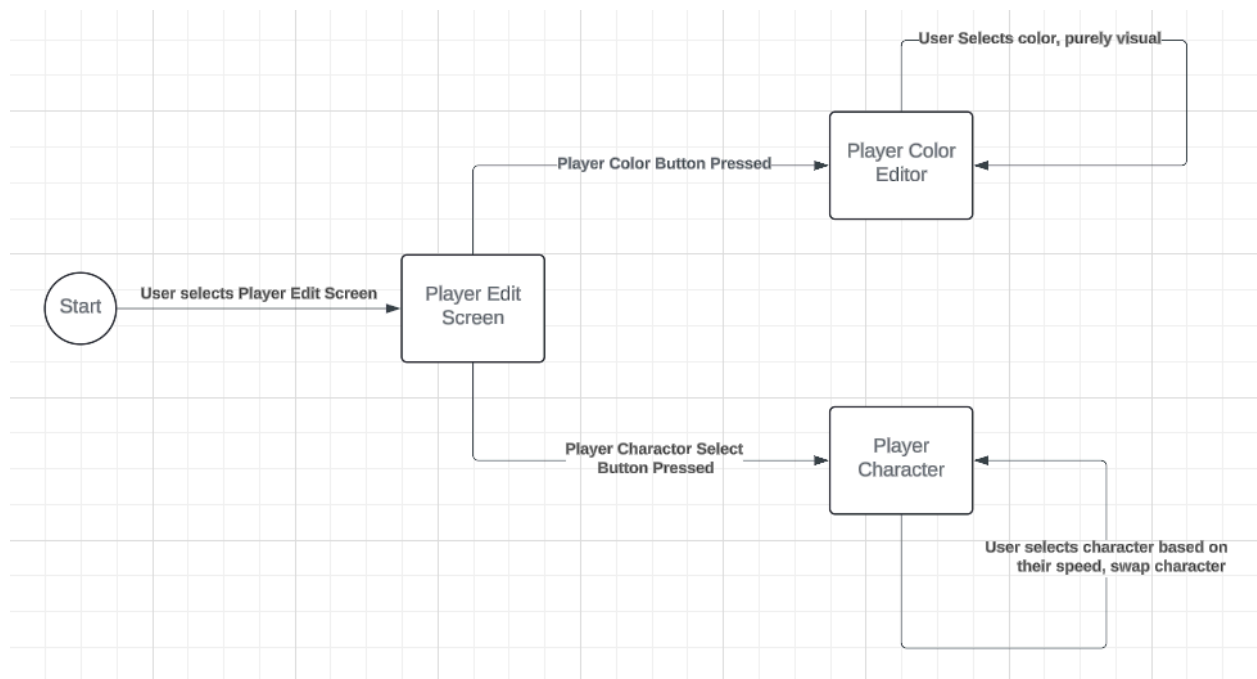 User Selects color, purely visual
Player Color
Editor
Player Color Button Pressed
Start
User selects Player Edit Screen
Player Edit
Screen
Player Charactor Select
Button Pressed
Player
Character
User selects character based on
their speed, swap character